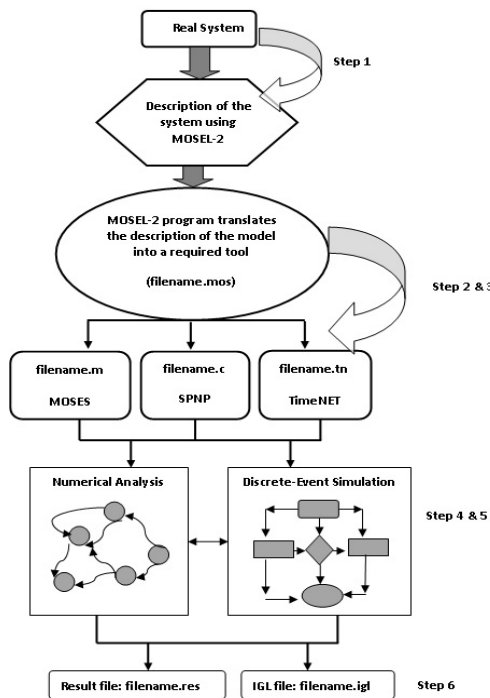 Real System
Step 1
Description of the
system using
MOSEL-2
MOSEL-2 program translates
the description of the model
into a required tool
(filename.mos)
Step 2 & 3
filename.m
MOSES
filename.c
SPNP
filename.tn
TimeNET
Numerical Analysis
Discrete-Event Simulation
Step 4 & 5
Result file: filename.res
IGL file: filename.igl
Step 6